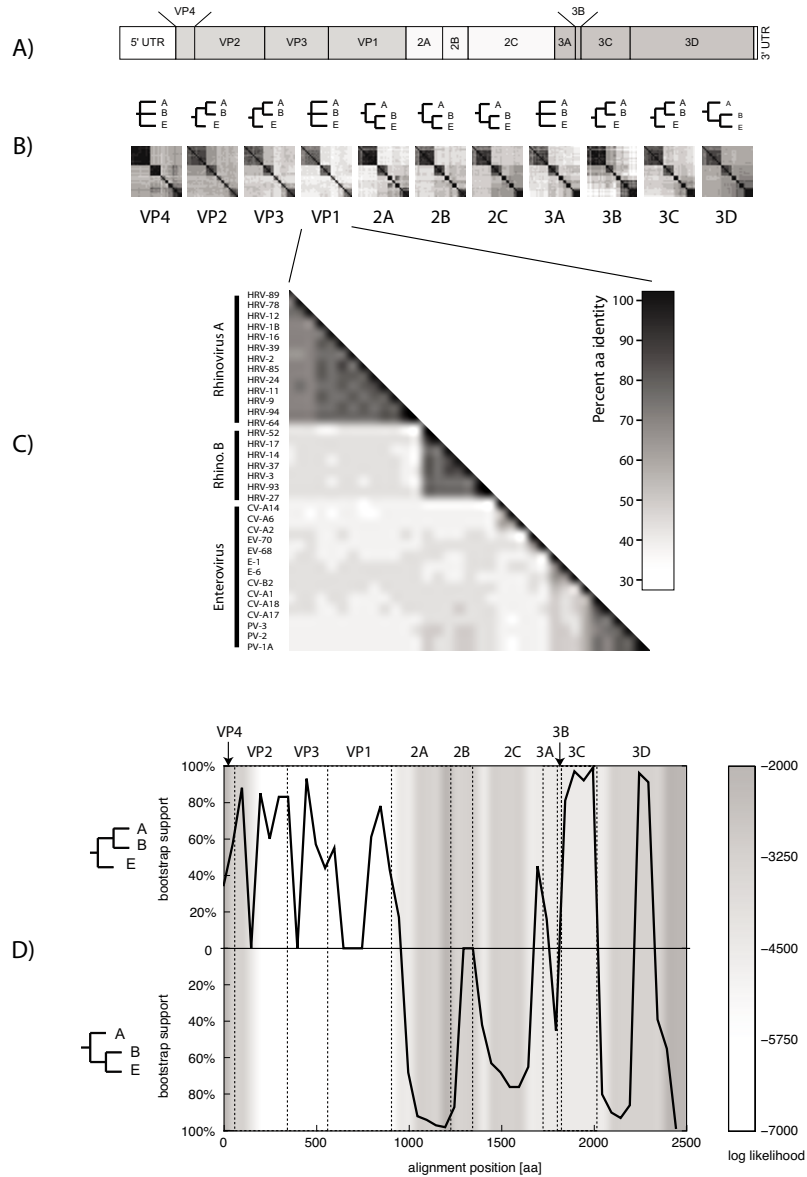 VP4
3B
A)
5' UTR
VP2
VP3
VP1
2A
2B
2C
3A
3C
3D
3' UTR
A
B
E
A
B
E
A
B
E
A
B
E
A
B
E
A
B
E
A
B
E
A
B
E
A
B
E
A
B
E
A
B
E
B)
VP4
VP2
VP3
VP1
2A
2B
2C
3A
3B
3C
3D
C)
Rhinovirus A
Rhino. B
Enterovirus
HRV-89
HRV-78
HRV-12
HRV-1B
HRV-16
HRV-39
HRV-2
HRV-85
HRV-24
HRV-11
HRV-9
HRV-94
HRV-64
HRV-52
HRV-17
HRV-14
HRV-37
HRV-3
HRV-93
HRV-27
CV-A14
CV-A6
CV-A2
EV-70
EV-68
E-1
E-6
CV-B2
CV-A1
CV-A18
CV-A17
PV-3
PV-2
PV-1A
Percent aa identity
100
90
80
70
60
50
40
30
D)
VP4
VP2
VP3
VP1
2A
2B
2C
3A
3B
3C
3D
A
B
E
A
B
E
bootstrap support
bootstrap support
100%
80%
60%
40%
20%
0
20%
40%
60%
80%
100%
0
500
1000
1500
2000
2500
alignment position [aa]
−2000
−3250
−4500
−5750
−7000
log likelihood